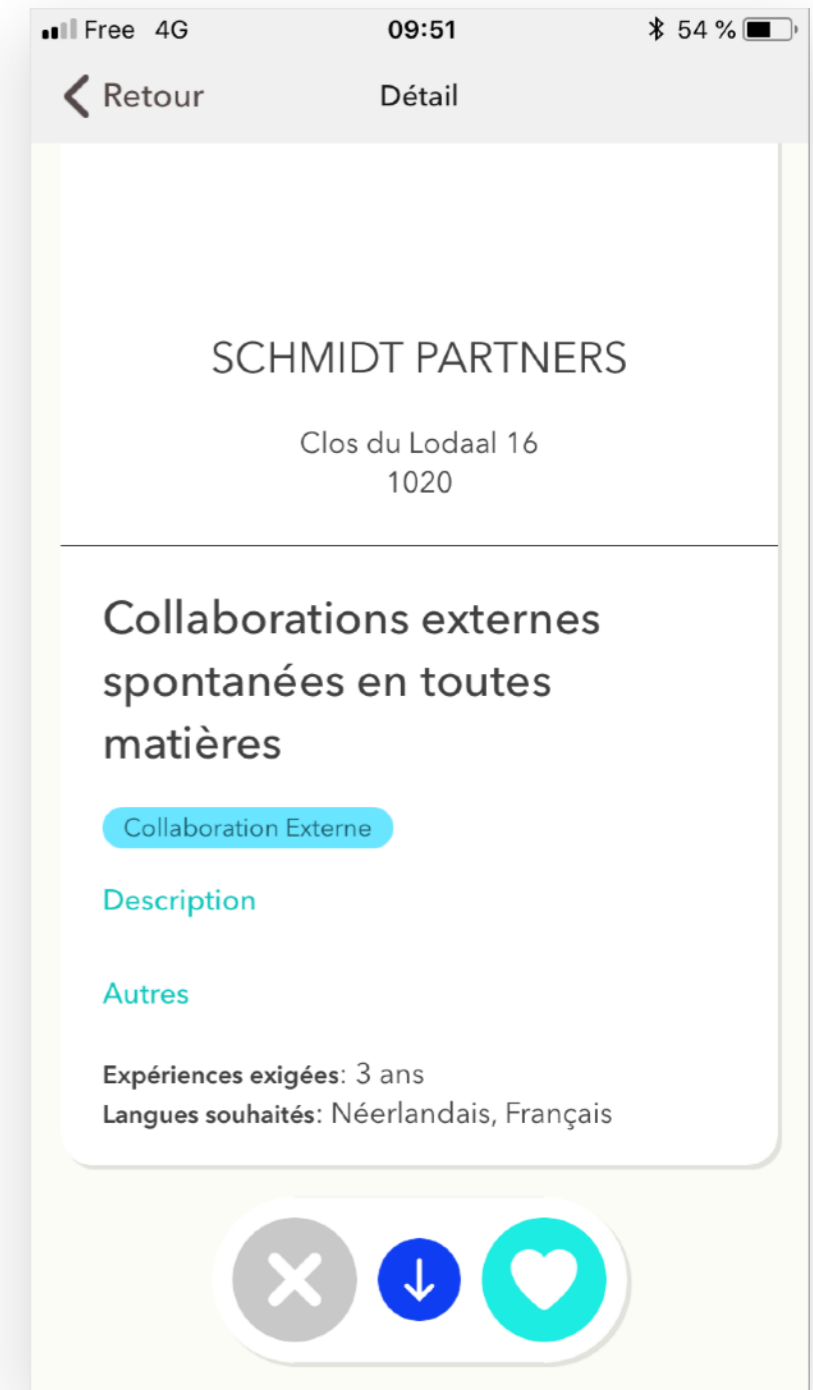 Free 4G 09:51 54 %
Retour Détail
SCHMIDT PARTNERS
Clos du Lodaal 16
1020
Collaborations externes
spontanées en toutes
matières
Collaboration Externe
Description
Autres
Expériences exigées: 3 ans
Langues souhaités: Néerlandais, Français